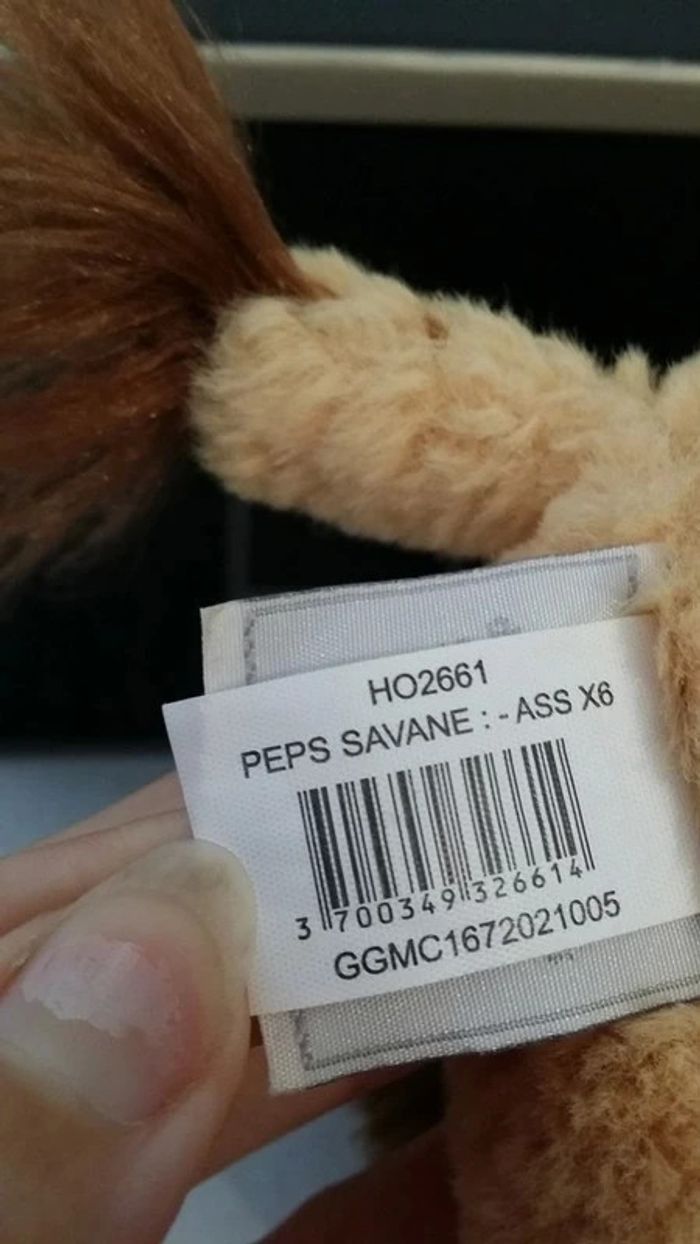 HO2661
PEPS SAVANE : - ASS X6
3 700349 326614
GGMC1672021005